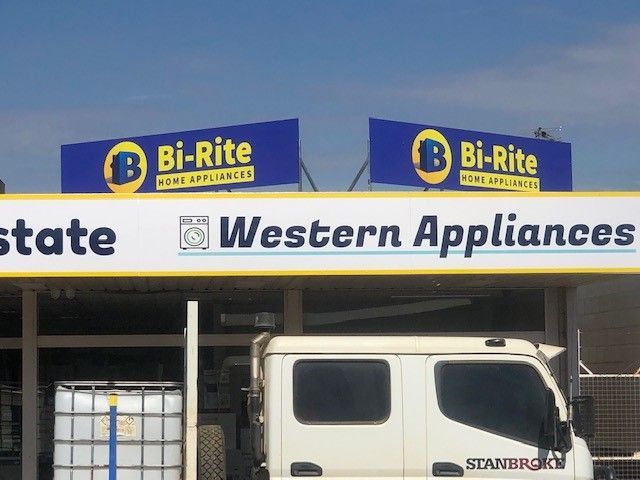 B Bi-Rite
HOME APPLIANCES
B Bi-Rite
HOME APPLIANCES
state
Western Appliances
STANBROKE